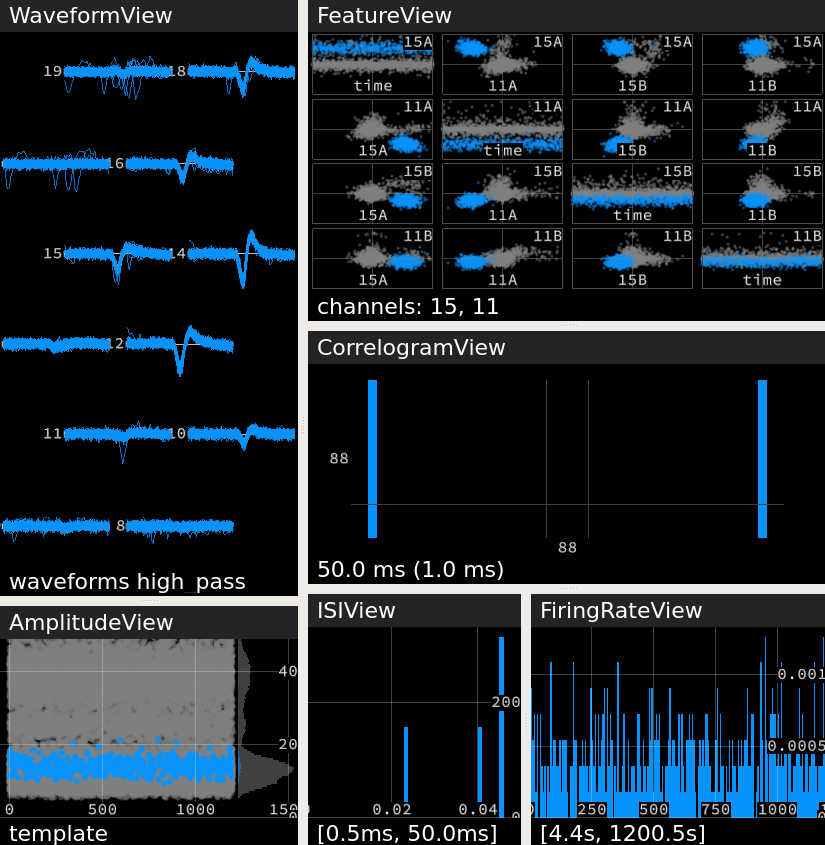 WaveformView
19 18
16
15 14
12
11 10
8
waveforms high_pass
FeatureView
15A 15A 15A 15A
time 11A 15B 11B
11A 11A 11A 11A
15A time 15B 11B
15B 15B 15B 15B
15A 11A time 11B
11B 11B 11B 11B
15A 11A 15B time
channels: 15, 11
CorrelogramView
88
88
50.0 ms (1.0 ms)
AmplitudeView
40
20
0 500 1000 150
template
ISIView
200
0.02 0.04
[0.5ms, 50.0ms]
FiringRateView
0.001
0.0005
0 250 500 750 1000
[4.4s, 1200.5s]